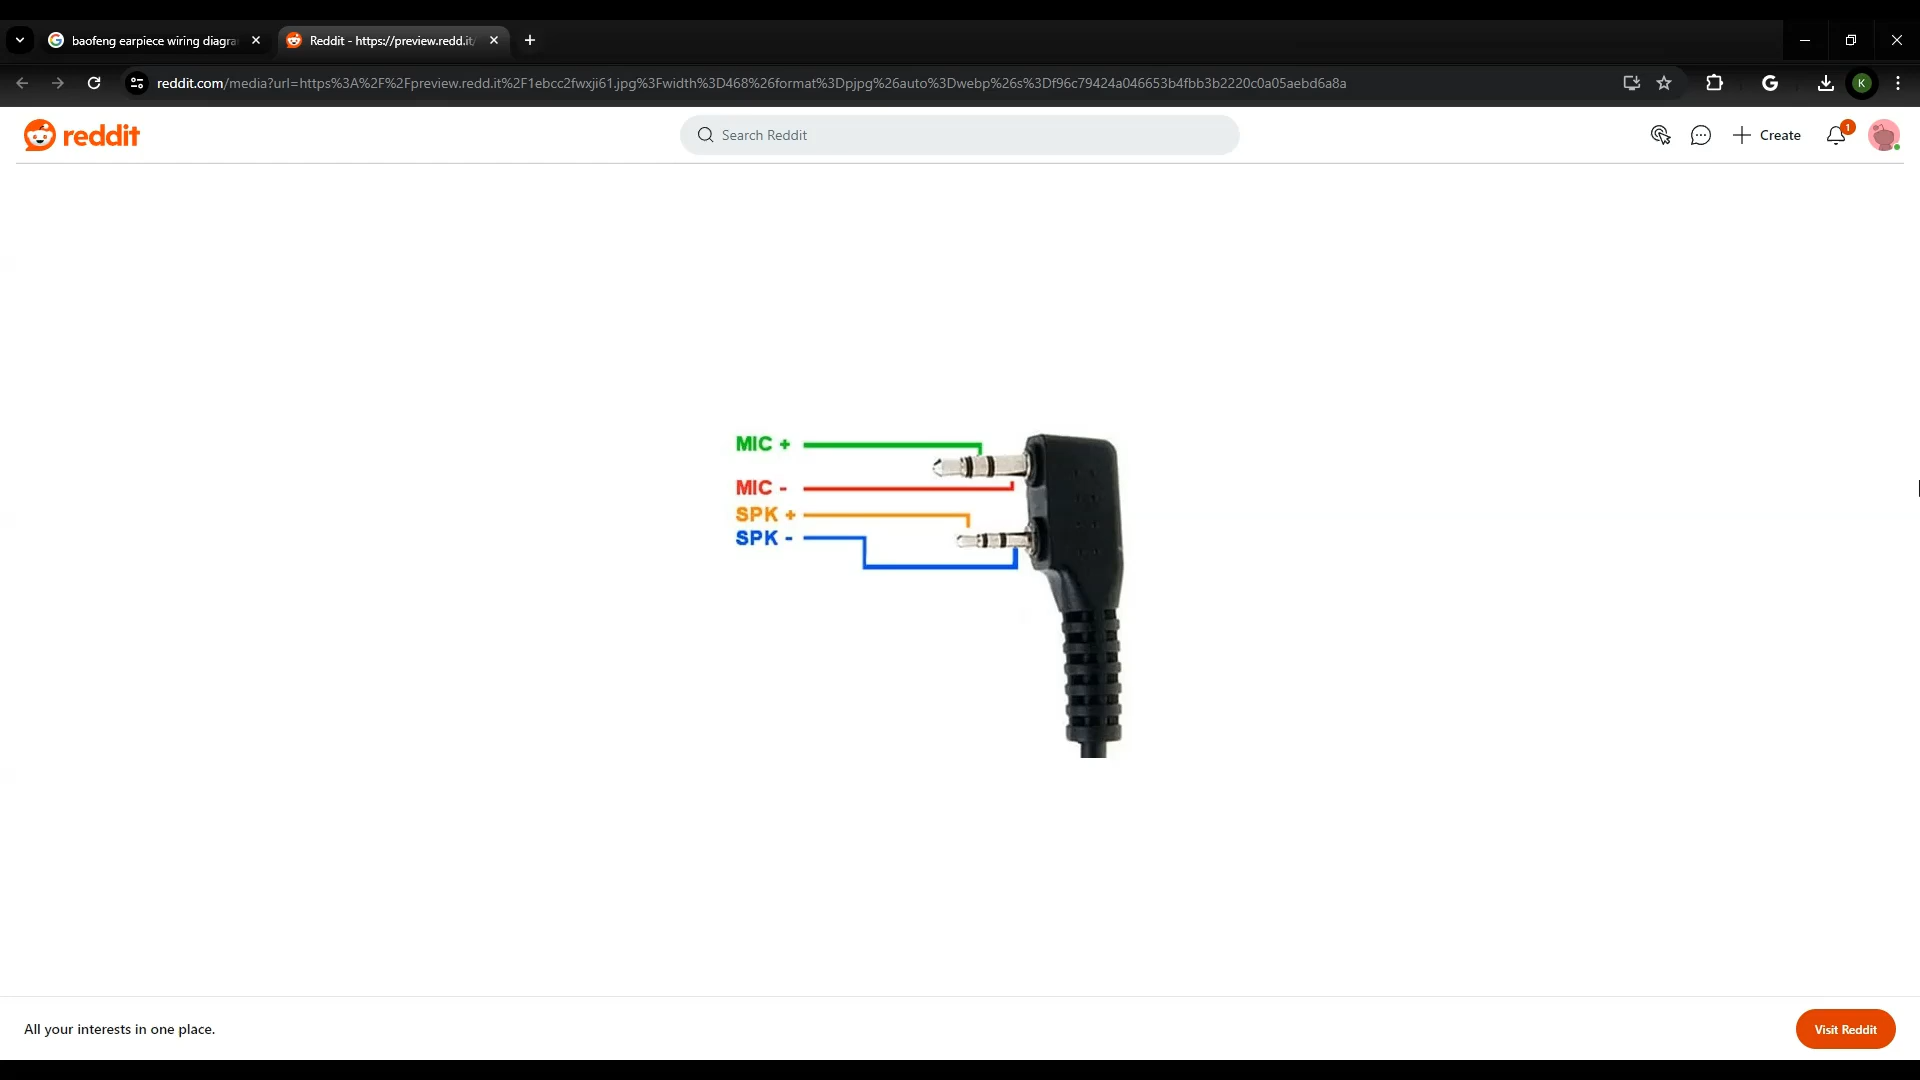 baofeng earpiece wiring diagra
Reddit - https://preview.redd.it/
reddit.com/media?url=https%3A%2F%2Fpreview.redd.it%2F1ebcc2fwxji61.jpg%3Fwidth%3D468%26format%3Dpjpg%26auto%3Dwebp%26s%3Df96c79424a046653b4fbb3b2220c0a05aebd6a8a
K
reddit
Search Reddit
Create
1
MIC +
MIC -
SPK +
SPK -
All your interests in one place.
Visit Reddit